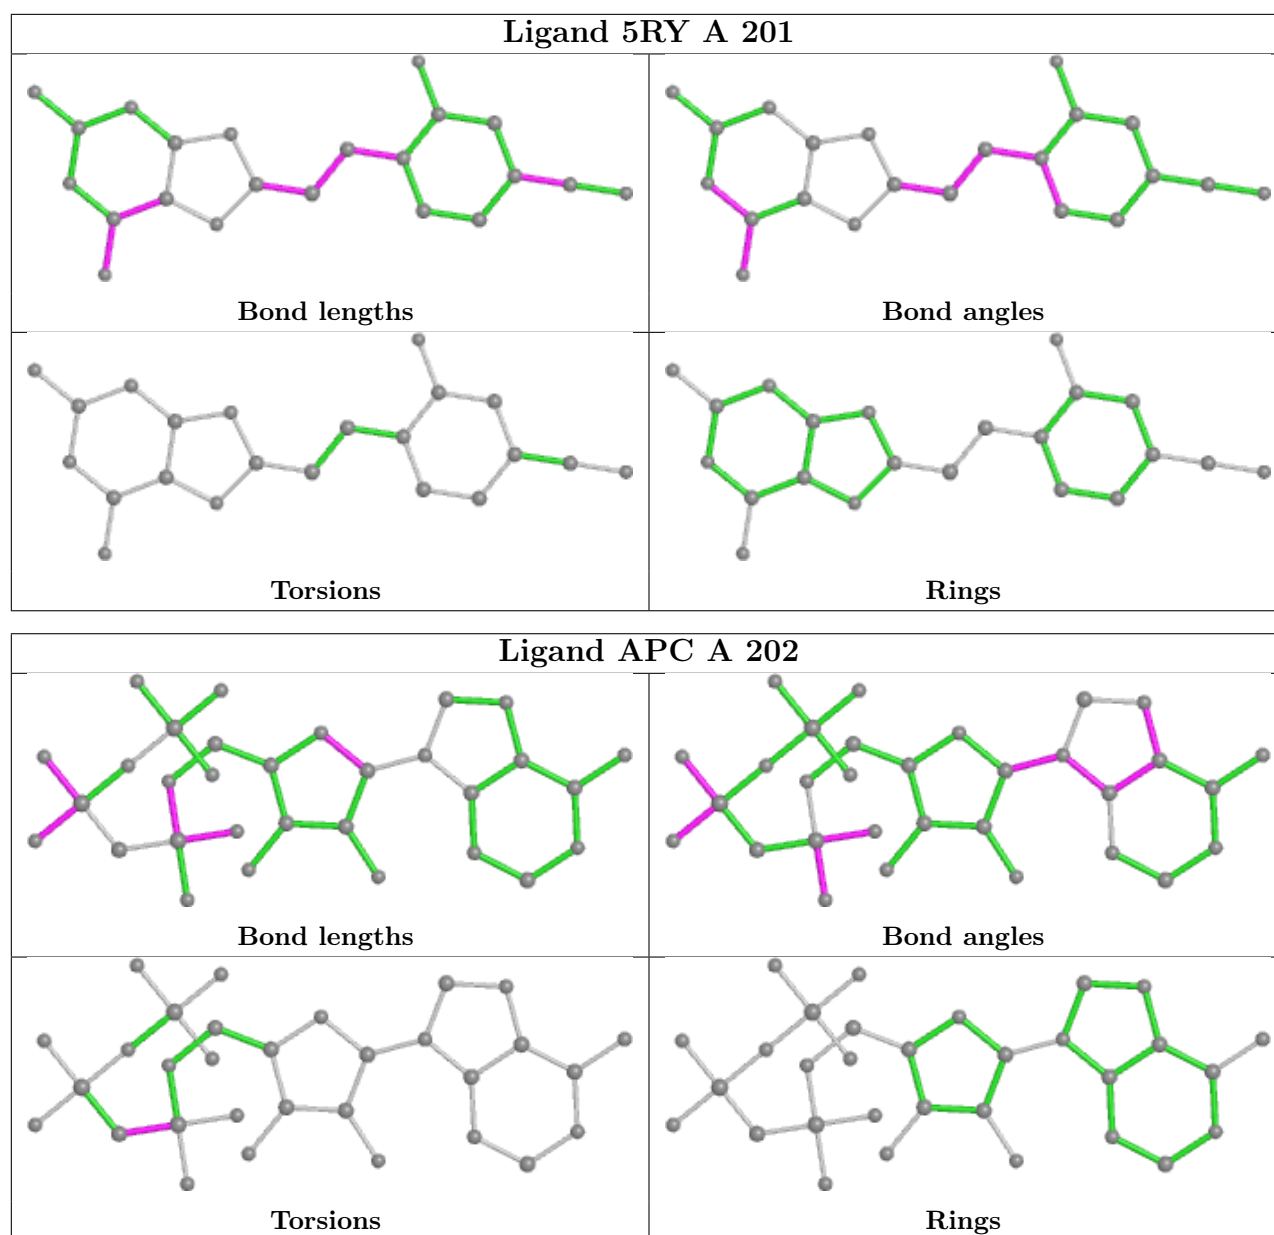 Ligand 5RY A 201
Bond lengths
Bond angles
Torsions
Rings
Ligand APC A 202
Bond lengths
Bond angles
Torsions
Rings